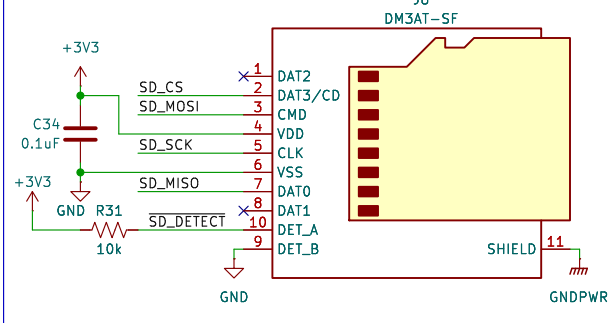 DM3AT-SF
+3V3
1 DAT2
SD_CS 2 DAT3/CD
SD_MOSI 3 CMD
C34
0.1uF
4 VDD
SD_SCK 5 CLK
6 VSS
+3V3
SD_MISO 7 DAT0
GND
R31
8 DAT1
SD_DETECT 10 DET_A
10k
9 DET_B
SHIELD 11
GND
GNDPWR